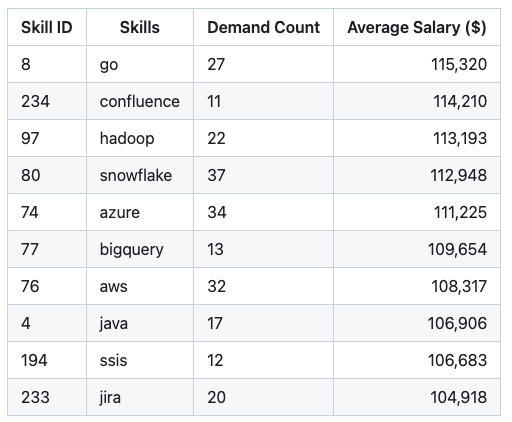 Skill ID Skills Demand Count Average Salary ($)
8 go 27 115,320
234 confluence 11 114,210
97 hadoop 22 113,193
80 snowflake 37 112,948
74 azure 34 111,225
77 bigquery 13 109,654
76 aws 32 108,317
4 java 17 106,906
194 ssis 12 106,683
233 jira 20 104,918